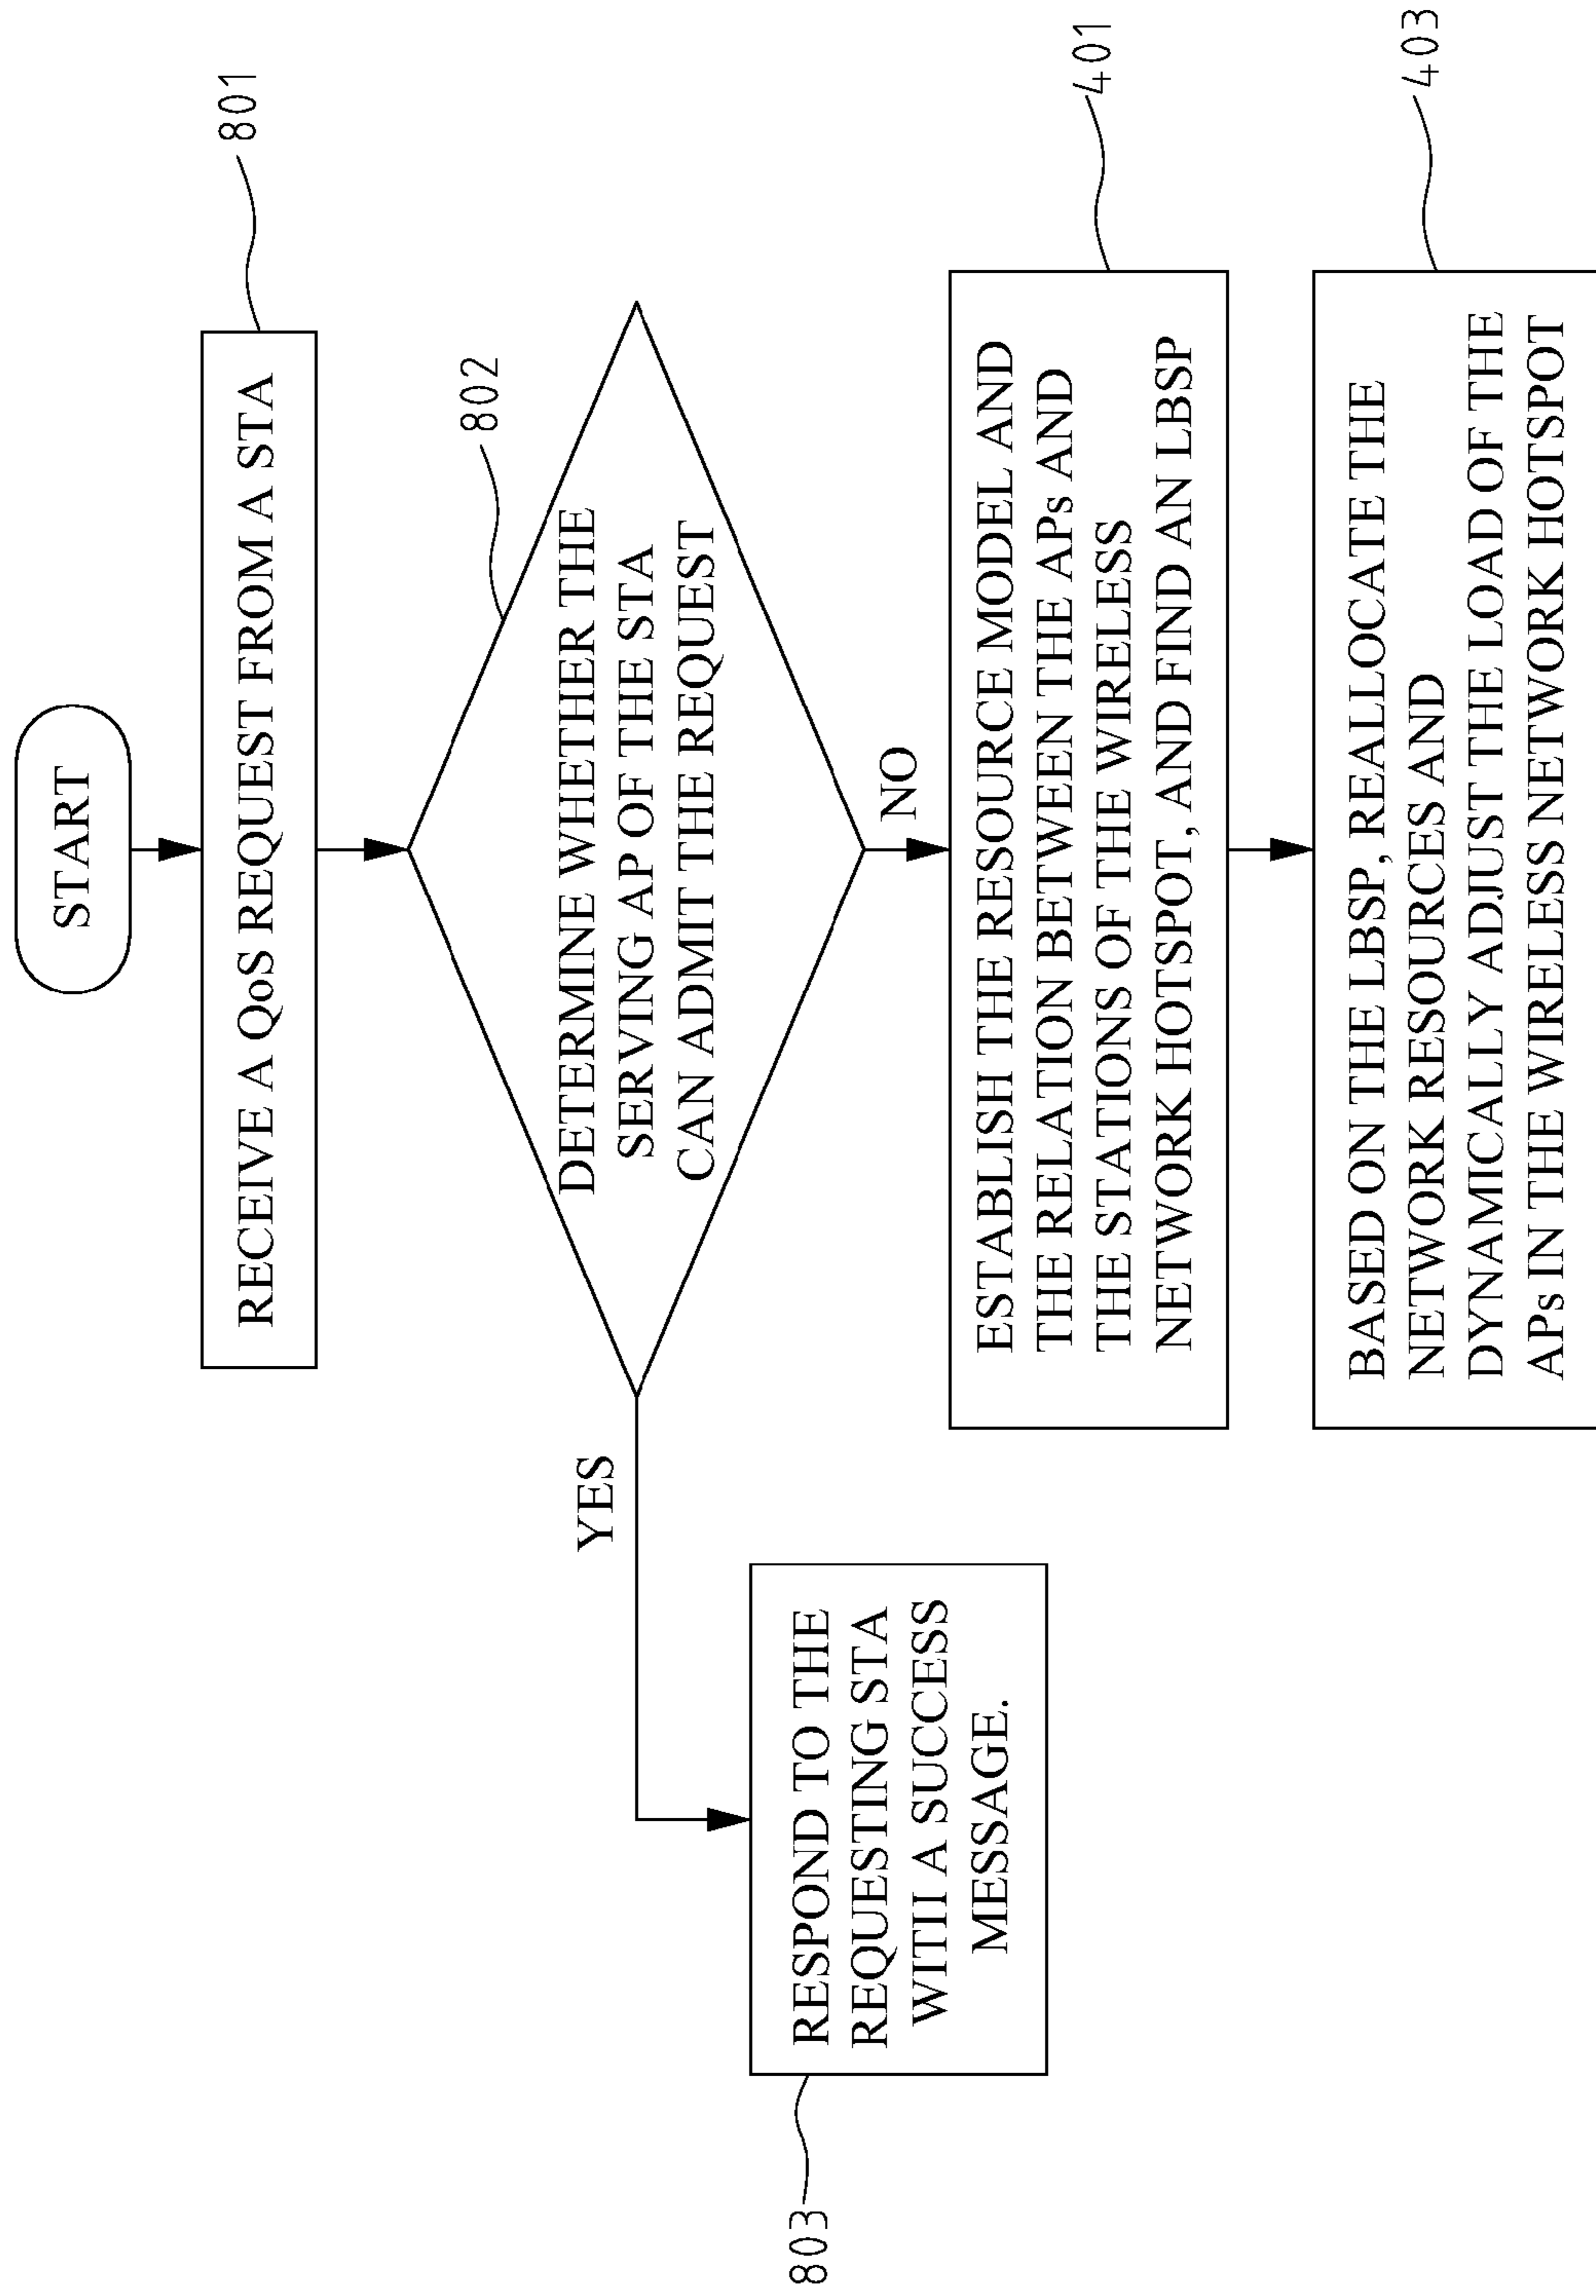 START
801
RECEIVE A QoS REQUEST FROM A STA
802
DETERMINE WHETHER THE
SERVING AP OF THE STA
CAN ADMIT THE REQUEST
YES
NO
803
RESPOND TO THE
REQUESTING STA
WITH A SUCCESS
MESSAGE.
401
ESTABLISH THE RESOURCE MODEL AND
THE RELATION BETWEEN THE APs AND
THE STATIONS OF THE WIRELESS
NETWORK HOTSPOT, AND FIND AN LBSP
403
BASED ON THE LBSP, REALLOCATE THE
NETWORK RESOURCES AND
DYNAMICALLY ADJUST THE LOAD OF THE
APs IN THE WIRELESS NETWORK HOTSPOT